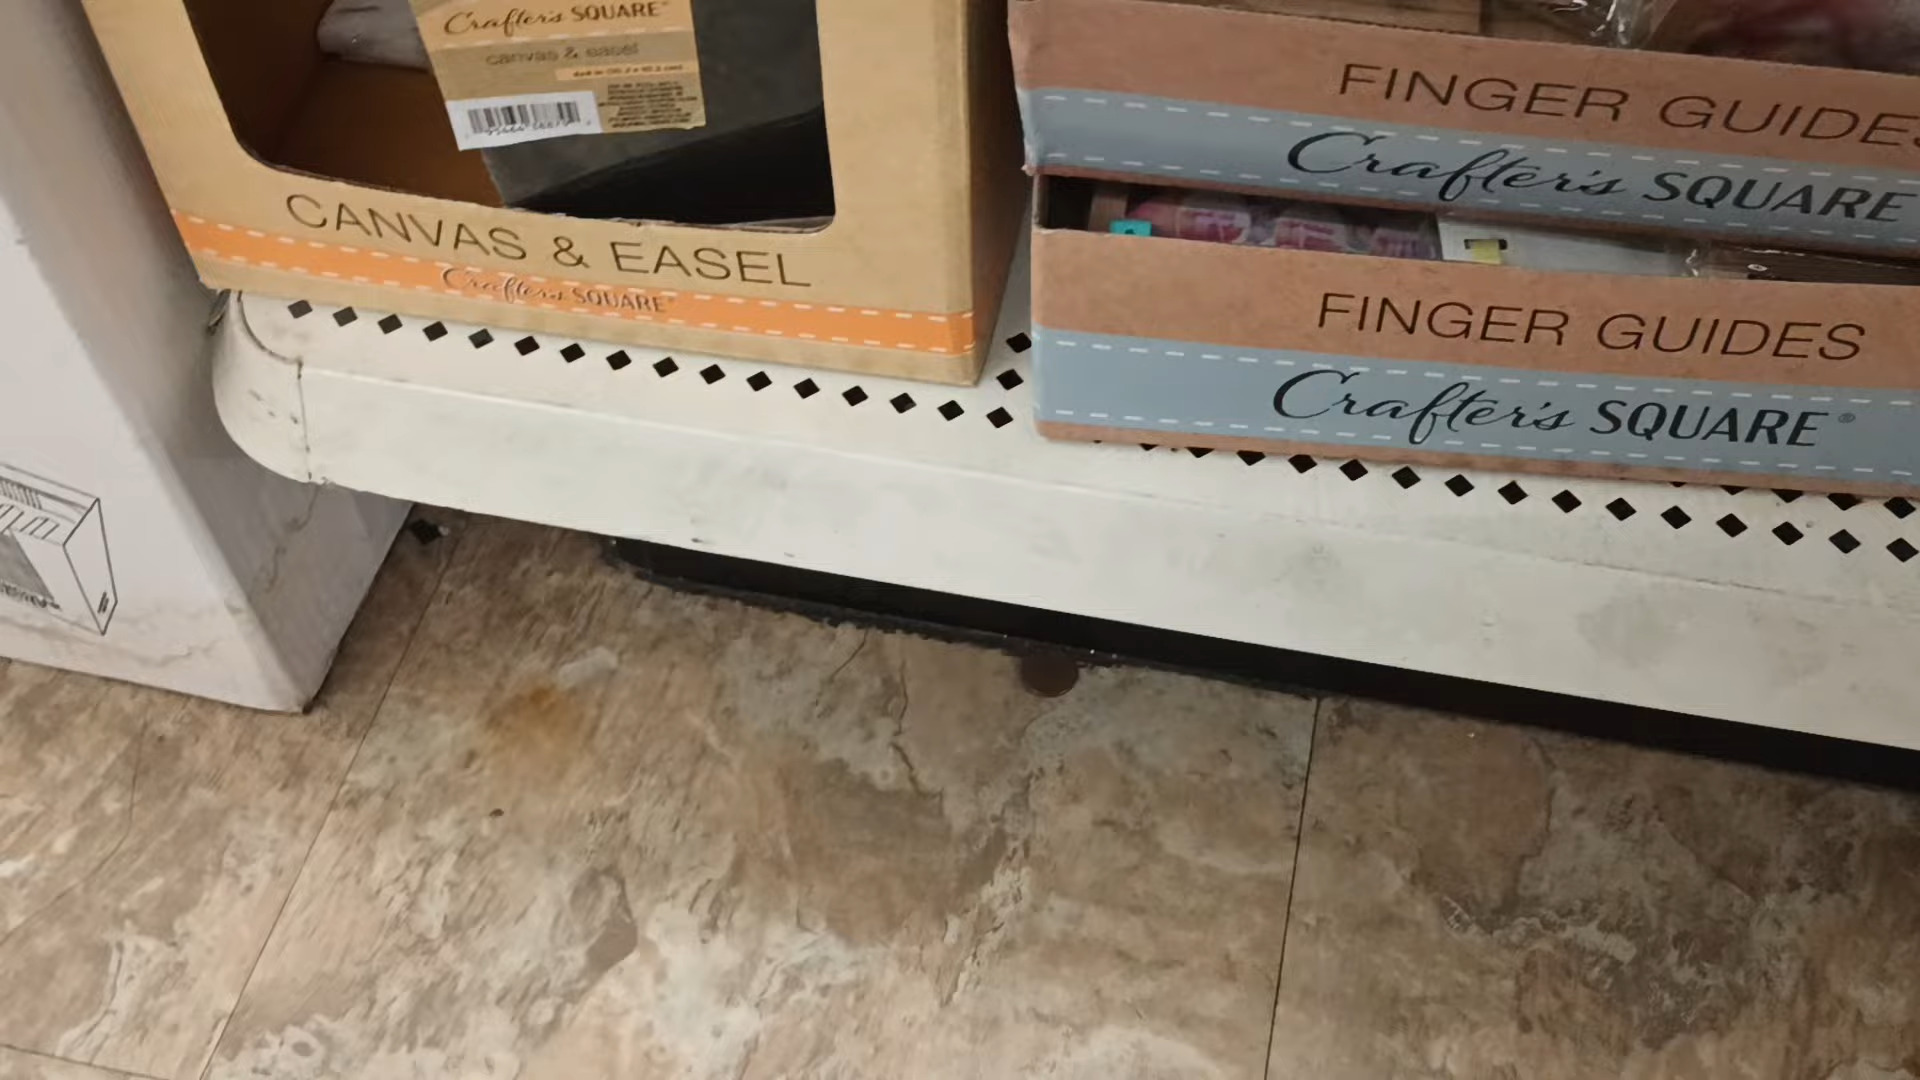 Crafter's SQUARE
canvas & easel
CANVAS & EASEL
Crafter's SQUARE®
FINGER GUIDES
Crafter's SQUARE
FINGER GUIDES
Crafter's SQUARE®